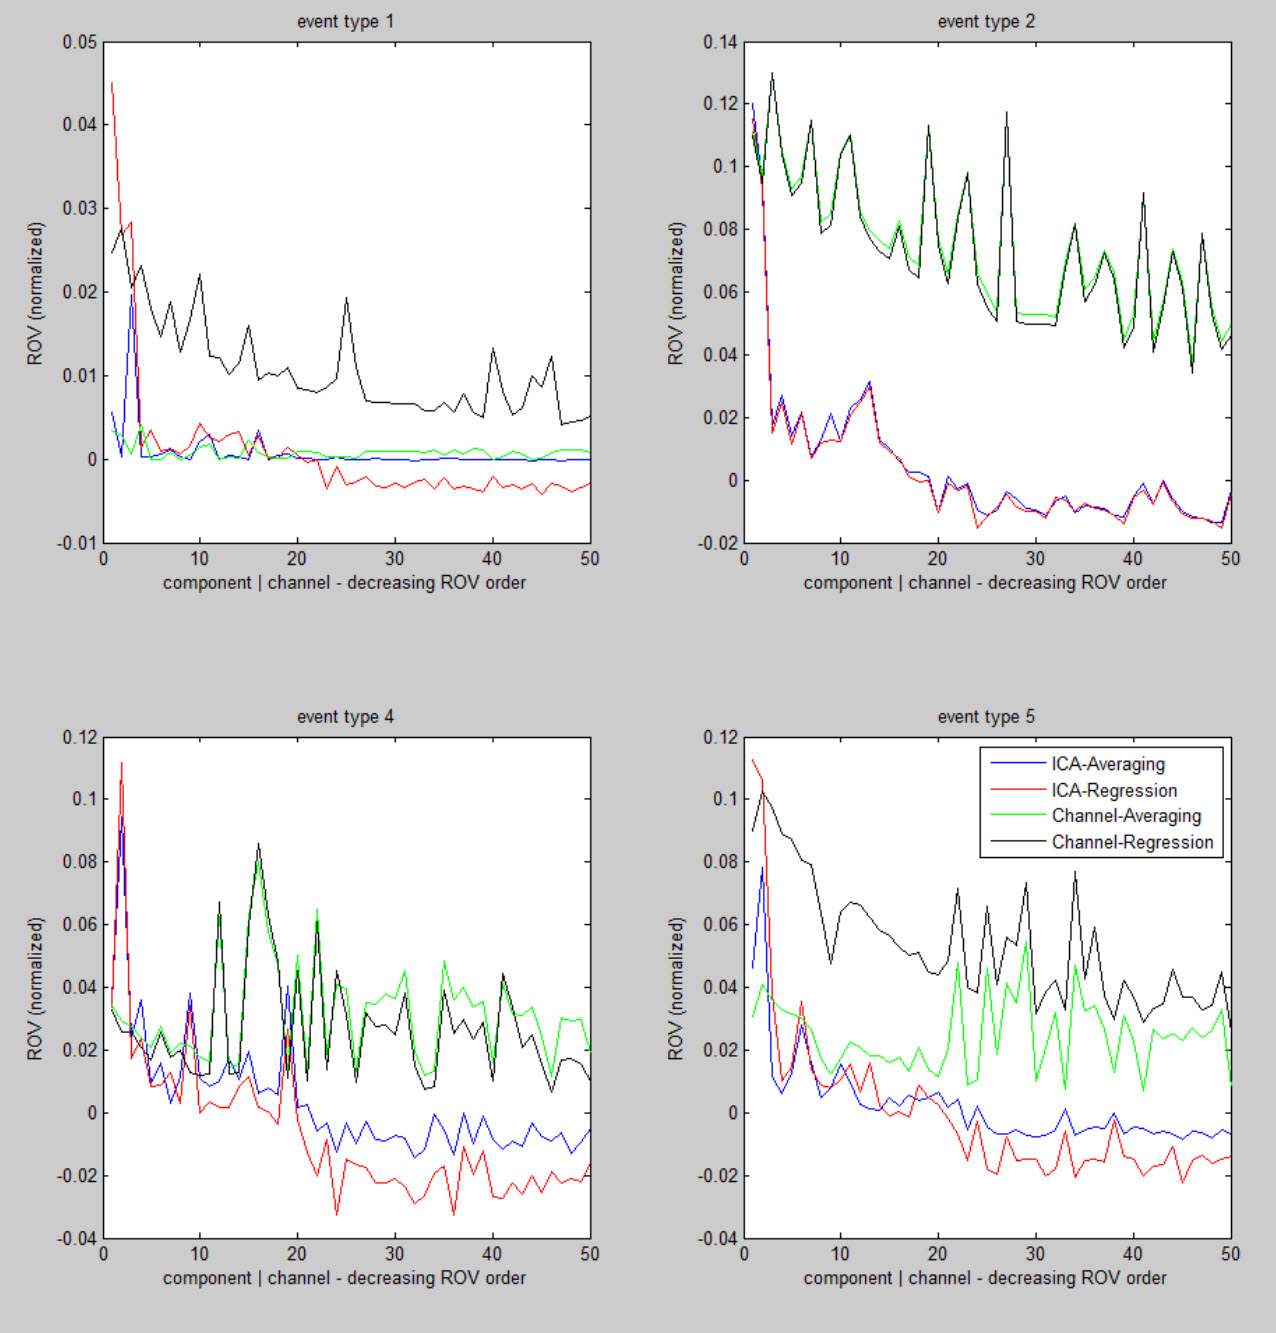 event type 1
0.05
0.04
0.03
0.02
0.01
0
-0.01
ROV (normalized)
0 10 20 30 40 50
component | channel - decreasing ROV order
event type 2
0.14
0.12
0.1
0.08
0.06
0.04
0.02
0
-0.02
ROV (normalized)
0 10 20 30 40 50
component | channel - decreasing ROV order
event type 4
0.12
0.1
0.08
0.06
0.04
0.02
0
-0.02
-0.04
ROV (normalized)
0 10 20 30 40 50
component | channel - decreasing ROV order
event type 5
0.12
0.1
0.08
0.06
0.04
0.02
0
-0.02
-0.04
ROV (normalized)
ICA-Averaging
ICA-Regression
Channel-Averaging
Channel-Regression
0 10 20 30 40 50
component | channel - decreasing ROV order